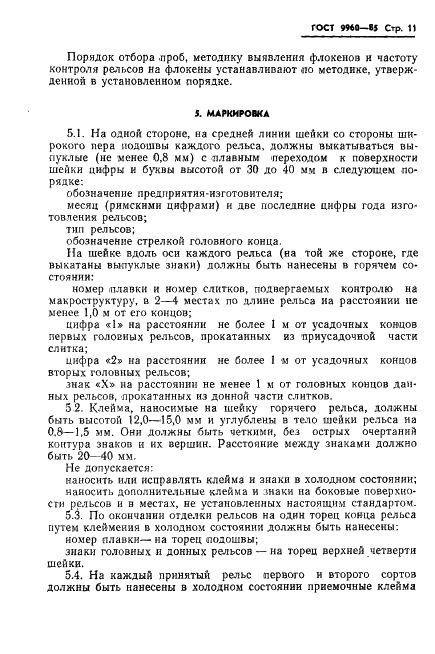 ГОСТ 9960—85 Стр. 11
Порядок отбора проб, методику выявления флокенов и частоту
контроля рельсов на флокены устанавливают по методике, утверж-
денной в установленном порядке.
5. МАРКИРОВКА
5.1. На одной стороне, на средней линии шейки со стороны ши-
рокого пера подошвы каждого рельса, должны выкатываться вы-
пуклые (не менее 0,8 мм) с плавным переходом к поверхности
шейки цифры и буквы высотой от 30 до 40 мм в следующем по-
рядке:
обозначение предприятия-изготовителя;
месяц (римскими цифрами) и две последние цифры года изго-
товления рельсов;
тип рельсов;
обозначение стрелкой головного конца.
На шейке вдоль оси каждого рельса (на той же стороне, где
выкатаны выпуклые знаки) должны быть нанесены в горячем со-
стоянии:
номер плавки и номер слитков, подвергаемых контролю на
макроструктуру, в 2—4 местах по длине рельса на расстоянии не
менее 1,0 м от его концов;
цифра «1» на расстоянии не более 1 м от усадочных концов
первых головных рельсов, прокатанных из приусадочной части
слитка;
цифра «2» на расстоянии не более 1 м от усадочных концов
вторых головных рельсов;
знак «Х» на расстоянии не менее 1 м от головных концов дан-
ных рельсов, прокатанных из донной части слитков.
5.2. Клейма, наносимые на шейку горячего рельса, должны
быть высотой 12,0—15,0 мм и углублены в тело шейки рельса на
0,8—1,5 мм. Они должны быть четкими, без острых очертаний
контура знаков и их вершин. Расстояние между знаками должно
быть 20—40 мм.
Не допускается:
наносить или исправлять клейма и знаки в холодном состоянии;
наносить дополнительные клейма и знаки на боковые поверхно-
сти рельсов и в местах, не установленных настоящим стандартом.
5.3. По окончании отделки рельсов на один торец конца рельса
путем клеймения в холодном состоянии должны быть нанесены:
номер плавки— на торец подошвы;
знаки головных и донных рельсов — на торец верхней четверти
шейки.
5.4. На каждый принятый рельс первого и второго сортов
должны быть нанесены в холодном состоянии приемочные клейма